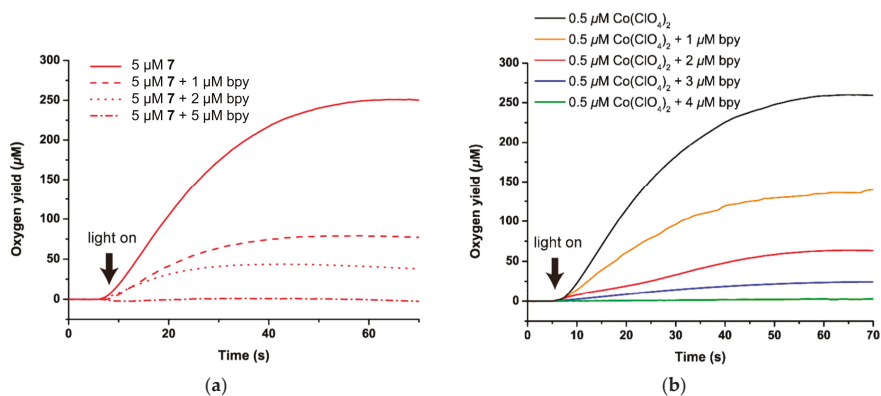 5 µM 7
5 µM 7 + 1 µM bpy
5 µM 7 + 2 µM bpy
5 µM 7 + 5 µM bpy
300
250
200
150
100
50
0
Oxygen yield (µM)
light on
0 20 40 60
Time (s)
(a)
0.5 µM Co(ClO4)2
0.5 µM Co(ClO4)2 + 1 µM bpy
0.5 µM Co(ClO4)2 + 2 µM bpy
0.5 µM Co(ClO4)2 + 3 µM bpy
0.5 µM Co(ClO4)2 + 4 µM bpy
300
250
200
150
100
50
0
Oxygen yield (µM)
light on
0 10 20 30 40 50 60 70
Time (s)
(b)